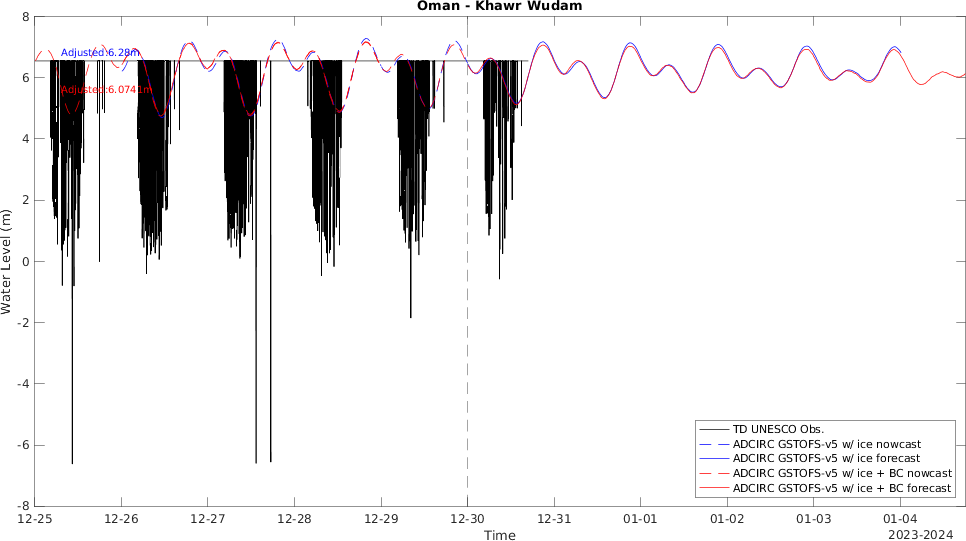 Oman - Khawr Wudam
8
6
4
2
0
-2
-4
-6
-8
Water Level (m)
Adjusted:6.28m
Adjusted:6.0741m
TD UNESCO Obs.
ADCIRC GSTOFS-v5 w/ ice nowcast
ADCIRC GSTOFS-v5 w/ ice forecast
ADCIRC GSTOFS-v5 w/ ice + BC nowcast
ADCIRC GSTOFS-v5 w/ ice + BC forecast
12-25 12-26 12-27 12-28 12-29 12-30 12-31 01-01 01-02 01-03 01-04
Time
2023-2024